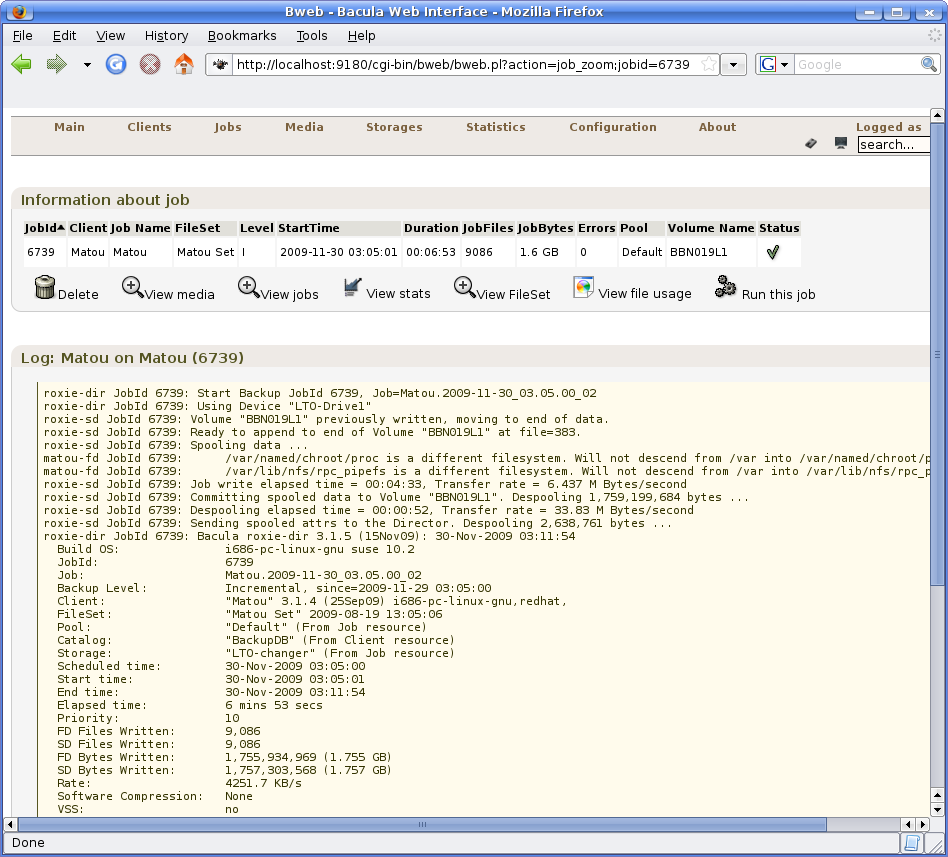 Bweb - Bacula Web Interface - Mozilla Firefox
File Edit View History Bookmarks Tools Help
http://localhost:9180/cgi-bin/bweb/bweb.pl?action=job_zoom;jobid=6739 G Google
Main Clients Jobs Media Storages Statistics Configuration About Logged as
search...
Information about job
JobId Client Job Name FileSet Level StartTime Duration JobFiles JobBytes Errors Pool Volume Name Status
6739 Matou Matou Matou Set I 2009-11-30 03:05:01 00:06:53 9086 1.6 GB 0 Default BBN019L1
Delete View media View jobs View stats View FileSet View file usage Run this job
Log: Matou on Matou (6739)
roxie-dir JobId 6739: Start Backup JobId 6739, Job=Matou.2009-11-30_03.05.00_02
roxie-dir JobId 6739: Using Device "LTO-Drive1"
roxie-sd JobId 6739: Volume "BBN019L1" previously written, moving to end of data.
roxie-sd JobId 6739: Ready to append to end of Volume "BBN019L1" at file=383.
roxie-sd JobId 6739: Spooling data ...
matou-fd JobId 6739: /var/named/chroot/proc is a different filesystem. Will not descend from /var into /var/named/chroot/p
matou-fd JobId 6739: /var/lib/nfs/rpc_pipefs is a different filesystem. Will not descend from /var into /var/lib/nfs/rpc_p
roxie-sd JobId 6739: Job write elapsed time = 00:04:33, Transfer rate = 6.437 M Bytes/second
roxie-sd JobId 6739: Committing spooled data to Volume "BBN019L1". Despooling 1,759,199,684 bytes ...
roxie-sd JobId 6739: Despooling elapsed time = 00:00:52, Transfer rate = 33.83 M Bytes/second
roxie-sd JobId 6739: Sending spooled attrs to the Director. Despooling 2,638,761 bytes ...
roxie-dir JobId 6739: Bacula roxie-dir 3.1.5 (15Nov09): 30-Nov-2009 03:11:54
Build OS: i686-pc-linux-gnu suse 10.2
JobId: 6739
Job: Matou.2009-11-30_03.05.00_02
Backup Level: Incremental, since=2009-11-29 03:05:00
Client: "Matou" 3.1.4 (25Sep09) i686-pc-linux-gnu,redhat,
FileSet: "Matou Set" 2009-08-19 13:05:06
Pool: "Default" (From Job resource)
Catalog: "BackupDB" (From Client resource)
Storage: "LTO-changer" (From Job resource)
Scheduled time: 30-Nov-2009 03:05:00
Start time: 30-Nov-2009 03:05:01
End time: 30-Nov-2009 03:11:54
Elapsed time: 6 mins 53 secs
Priority: 10
FD Files Written: 9,086
SD Files Written: 9,086
FD Bytes Written: 1,755,934,969 (1.755 GB)
SD Bytes Written: 1,757,303,568 (1.757 GB)
Rate: 4251.7 KB/s
Software Compression: None
VSS: no
Done